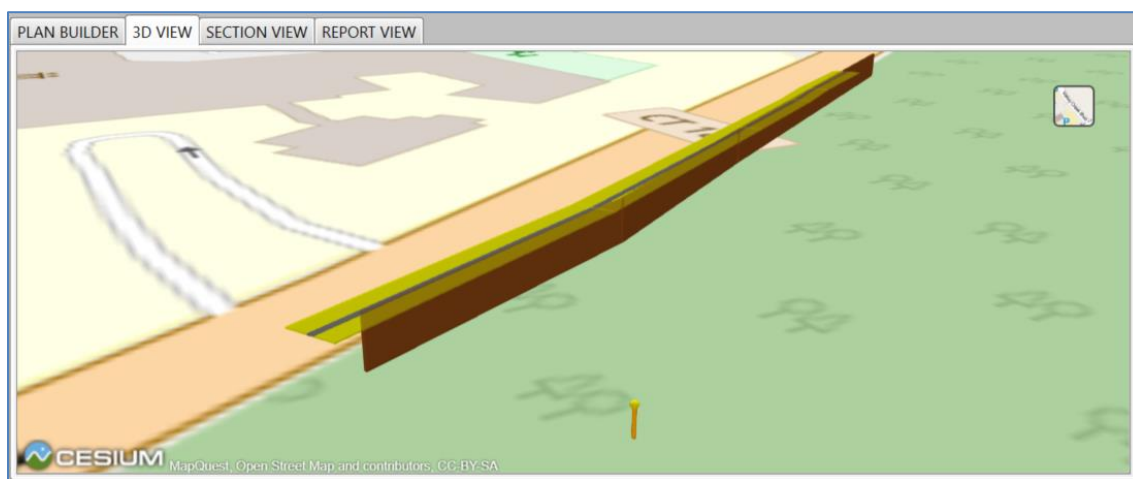 PLAN BUILDER 3D VIEW SECTION VIEW REPORT VIEW
CESIUM MapQuest, Open Street Map and contributors, CC-BY-SA